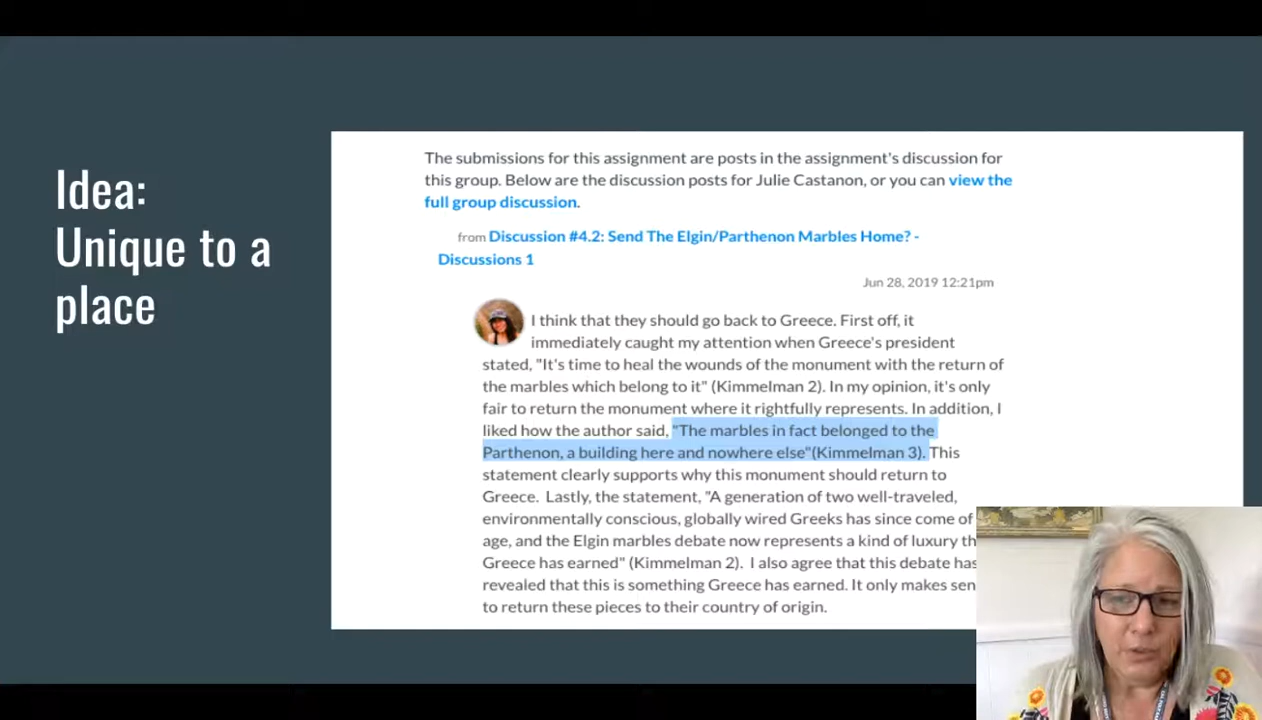 Idea:
Unique to a
place
The submissions for this assignment are posts in the assignment's discussion for
this group. Below are the discussion posts for Julie Castanon, or you can view the
full group discussion.
from Discussion #4.2: Send The Elgin/Parthenon Marbles Home? -
Discussions 1
Jun 28, 2019 12:21pm
I think that they should go back to Greece. First off, it
immediately caught my attention when Greece's president
stated, "It's time to heal the wounds of the monument with the return of
the marbles which belong to it" (Kimmelman 2). In my opinion, it's only
fair to return the monument where it rightfully represents. In addition, I
liked how the author said, "The marbles in fact belonged to the
Parthenon, a building here and nowhere else"(Kimmelman 3). This
statement clearly supports why this monument should return to
Greece. Lastly, the statement, "A generation of two well-traveled,
environmentally conscious, globally wired Greeks has since come of
age, and the Elgin marbles debate now represents a kind of luxury th
Greece has earned" (Kimmelman 2). I also agree that this debate has
revealed that this is something Greece has earned. It only makes sen
to return these pieces to their country of origin.